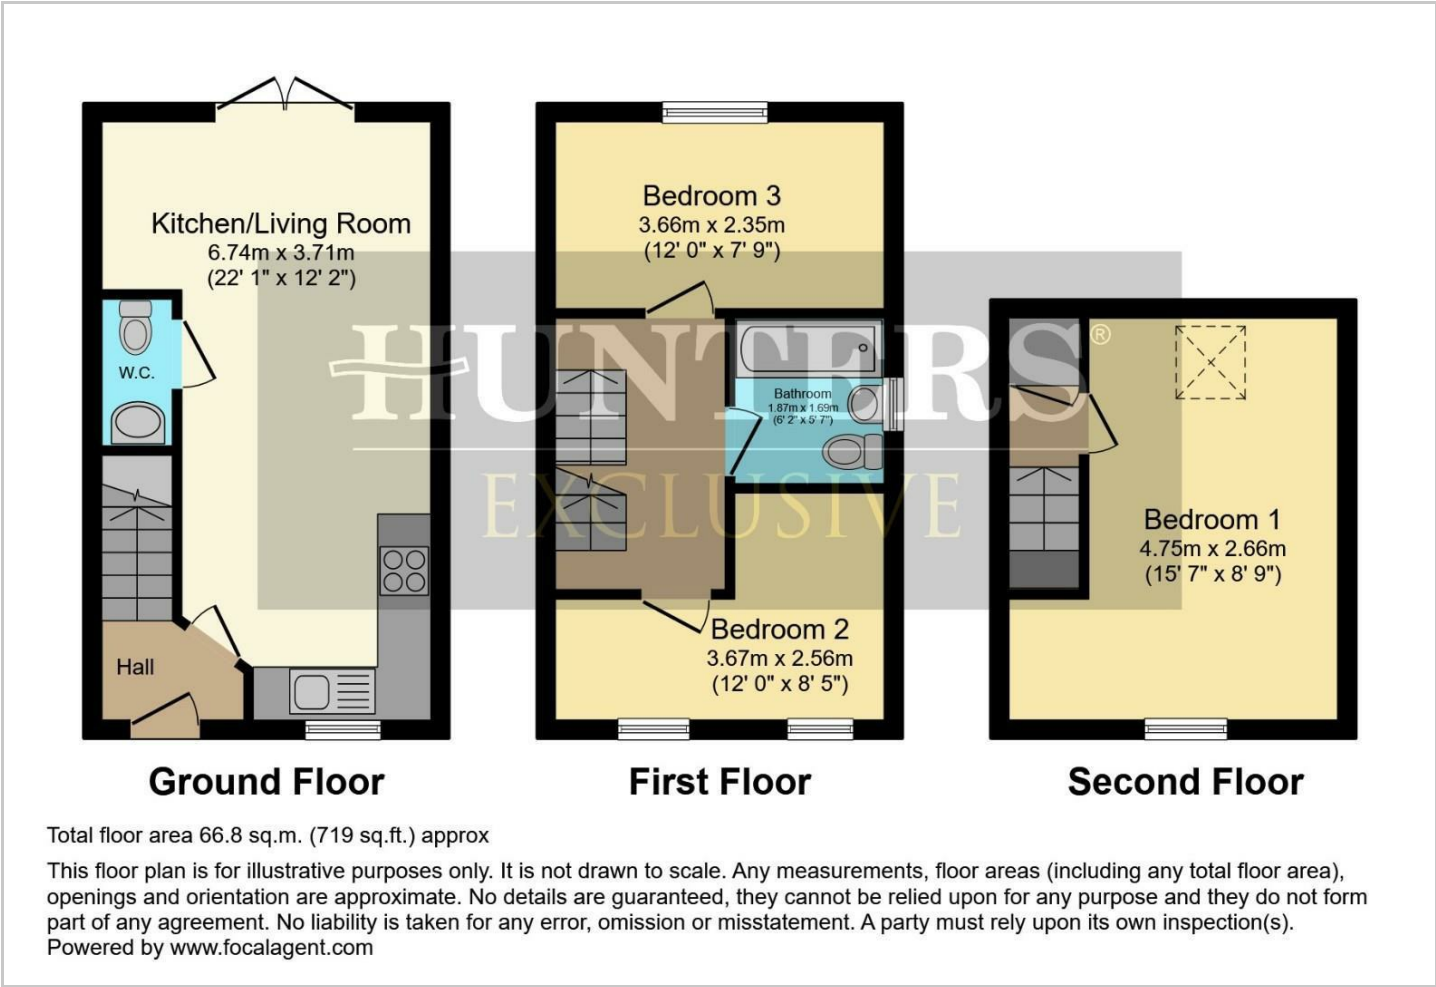 Kitchen/Living Room
6.74m x 3.71m
(22' 1" x 12' 2")
W.C.
Hall
Ground Floor
Bedroom 3
3.66m x 2.35m
(12' 0" x 7' 9")
Bathroom
1.87m x 1.69m
(6' 2" x 5' 7")
Bedroom 2
3.67m x 2.56m
(12' 0" x 8' 5")
First Floor
Bedroom 1
4.75m x 2.66m
(15' 7" x 8' 9")
Second Floor
HUNTERS®
EXCLUSIVE
Total floor area 66.8 sq.m. (719 sq.ft.) approx
This floor plan is for illustrative purposes only. It is not drawn to scale. Any measurements, floor areas (including any total floor area),
openings and orientation are approximate. No details are guaranteed, they cannot be relied upon for any purpose and they do not form
part of any agreement. No liability is taken for any error, omission or misstatement. A party must rely upon its own inspection(s).
Powered by www.focalagent.com